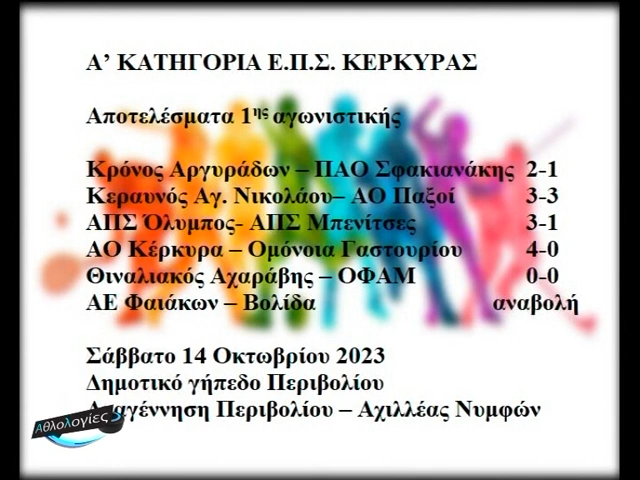 Α’ ΚΑΤΗΓΟΡΙΑ Ε.Π.Σ. ΚΕΡΚΥΡΑΣ
Αποτελέσματα 1ης αγωνιστικής
Κρόνος Αργυράδων – ΠΑΟ Σφακιανάκης 2-1
Κεραυνός Αγ. Νικολάου– ΑΟ Παξοί 3-3
ΑΠΣ Όλυμπος- ΑΠΣ Μπενίτσες 3-1
ΑΟ Κέρκυρα – Ομόνοια Γαστουρίου 4-0
Θιναλιακός Αχαράβης – ΟΦΑΜ 0-0
ΑΕ Φαιάκων – Βολίδα αναβολή
Σάββατο 14 Οκτωβρίου 2023
Δημοτικό γήπεδο Περιβολίου
Περιβολίου – Αχιλλέας Νυμφών
Αθλολογίες